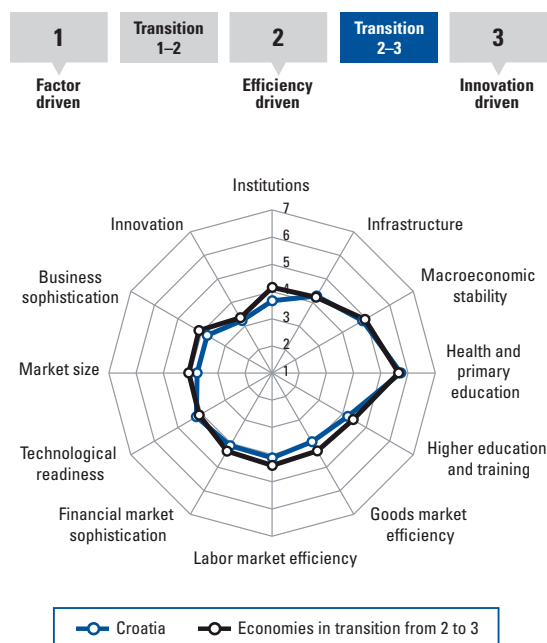 1
Transition
1–2
2
Transition
2–3
3
Factor
driven
Efficiency
driven
Innovation
driven
Institutions
Infrastructure
Macroeconomic
stability
Health and
primary
education
Higher education
and training
Goods market
efficiency
Labor market efficiency
Financial market
sophistication
Technological
readiness
Market size
Business
sophistication
Innovation
7
6
5
4
3
2
1
Croatia
Economies in transition from 2 to 3